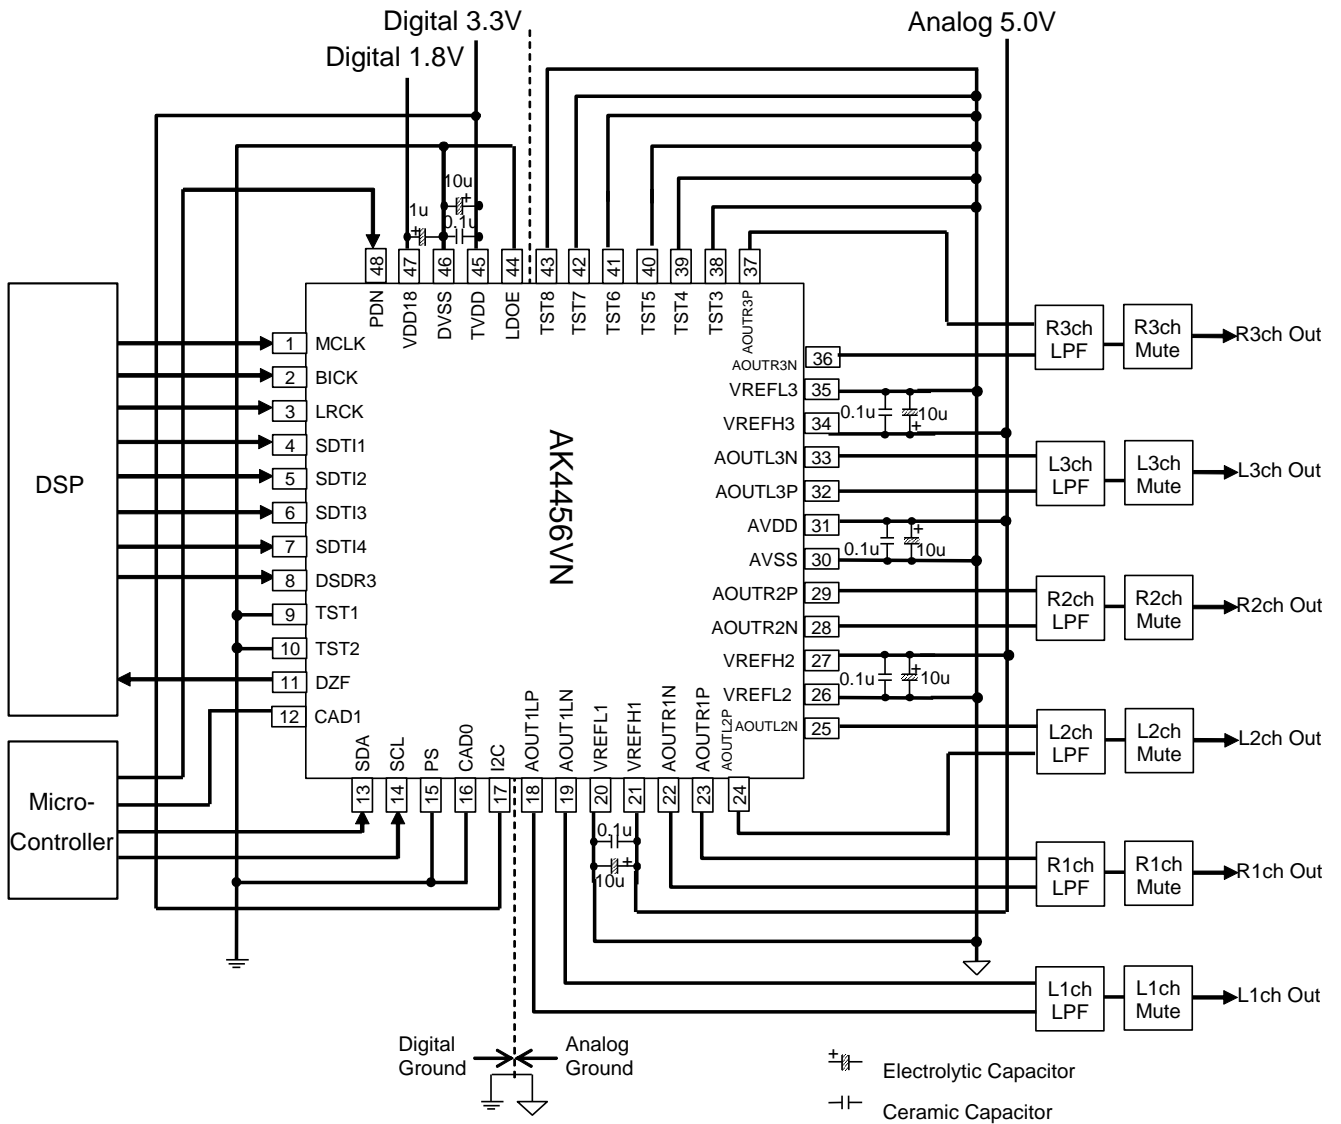 Digital 3.3V
Analog 5.0V
Digital 1.8V
10u
1u
0.1u
48
47
46
45
44
43
42
41
40
39
38
37
PDN
VDD18
DVSS
TVDD
LDOE
TST8
TST7
TST6
TST5
TST4
TST3
AOUTR3P
DSP
1 MCLK
2 BICK
3 LRCK
4 SDTI1
5 SDTI2
6 SDTI3
7 SDTI4
8 DSDR3
9 TST1
10 TST2
11 DZF
12 CAD1
AK4456VN
AOUTR3N 36
VREFL3 35
VREFH3 34
AOUTL3N 33
AOUTL3P 32
AVDD 31
AVSS 30
AOUTR2P 29
AOUTR2N 28
VREFH2 27
VREFL2 26
AOUTL2N 25
0.1u
10u
0.1u
10u
0.1u
10u
SDA
SCL
PS
CAD0
I2C
AOUT1LP
AOUT1LN
VREFL1
VREFH1
AOUTR1N
AOUTR1P
AOUTL2P
13
14
15
16
17
18
19
20
21
22
23
24
0.1u
10u
Micro-
Controller
R3ch
LPF
R3ch
Mute
R3ch Out
L3ch
LPF
L3ch
Mute
L3ch Out
R2ch
LPF
R2ch
Mute
R2ch Out
L2ch
LPF
L2ch
Mute
L2ch Out
R1ch
LPF
R1ch
Mute
R1ch Out
L1ch
LPF
L1ch
Mute
L1ch Out
Digital
Ground
Analog
Ground
Electrolytic Capacitor
Ceramic Capacitor